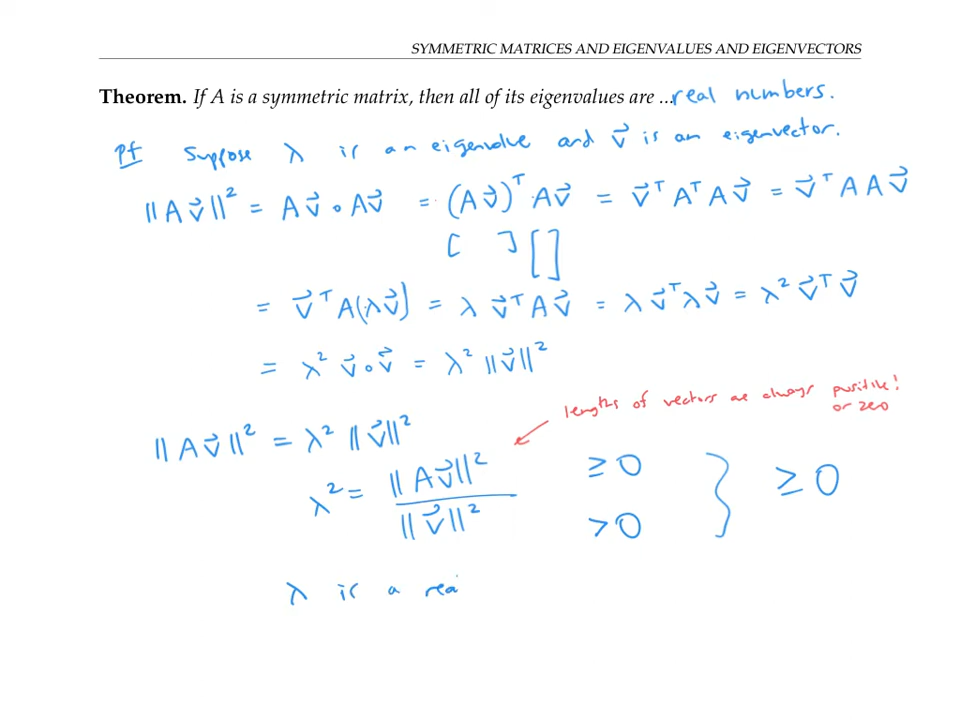 SYMMETRIC MATRICES AND EIGENVALUES AND EIGENVECTORS
Theorem. If A is a symmetric matrix, then all of its eigenvalues are ...real numbers.
Pf Suppose λ is an eigenvalue and v⃗ is an eigenvector.
||Av⃗||² = Av⃗ ∘ Av⃗ = (Av⃗)ᵀ Av⃗ = v⃗ᵀAᵀAv⃗ = v⃗ᵀAAv⃗
[ ] []
= v⃗ᵀA(λv⃗) = λ v⃗ᵀAv⃗ = λ v⃗ᵀλv⃗ = λ² v⃗ᵀv⃗
= λ² v⃗ ∘ v⃗ = λ² ||v⃗||²
lengths of vectors are always positive!
or zero
||Av⃗||² = λ² ||v⃗||²
λ² = ||Av⃗||² / ||v⃗||² ≥ 0 > 0 } ≥ 0
λ is a rea